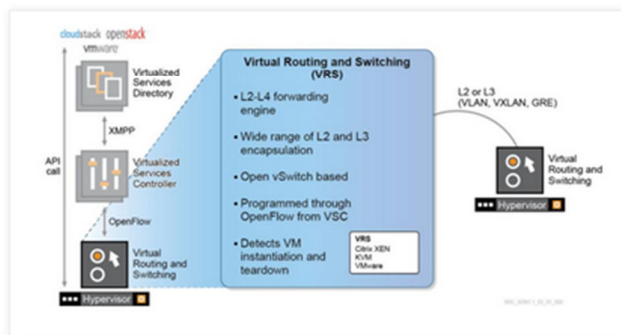 cloudstack openstack
vmware
Virtualized
Services
Directory
XMPP
API
call
Virtualized
Services
Controller
OpenFlow
Virtual
Routing and
Switching
Hypervisor
Virtual Routing and Switching
(VRS)
▪ L2-L4 forwarding
engine
▪ Wide range of L2 and L3
encapsulation
▪ Open vSwitch based
▪ Programmed through
OpenFlow from VSC
▪ Detects VM
instantiation and
teardown
VRS
Citrix XEN
KVM
VMware
L2 or L3
(VLAN, VXLAN, GRE)
Virtual
Routing and
Switching
Hypervisor